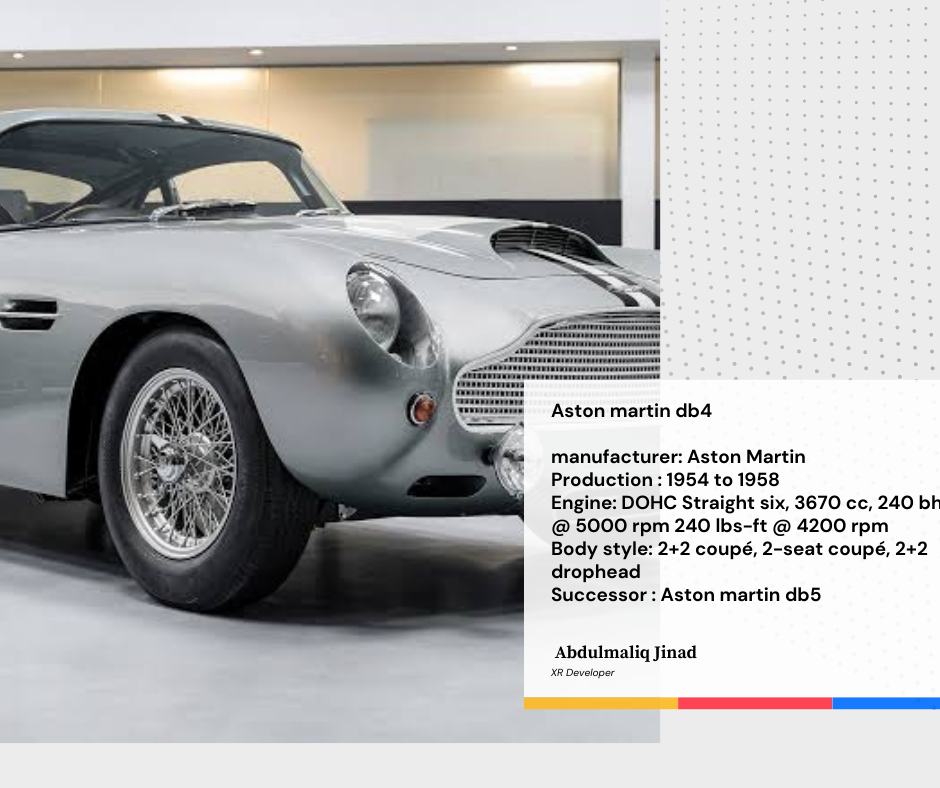 Aston martin db4
manufacturer: Aston Martin
Production : 1954 to 1958
Engine: DOHC Straight six, 3670 cc, 240 bh
@ 5000 rpm 240 lbs-ft @ 4200 rpm
Body style: 2+2 coupé, 2-seat coupé, 2+2
drophead
Successor : Aston martin db5
Abdulmaliq Jinad
XR Developer